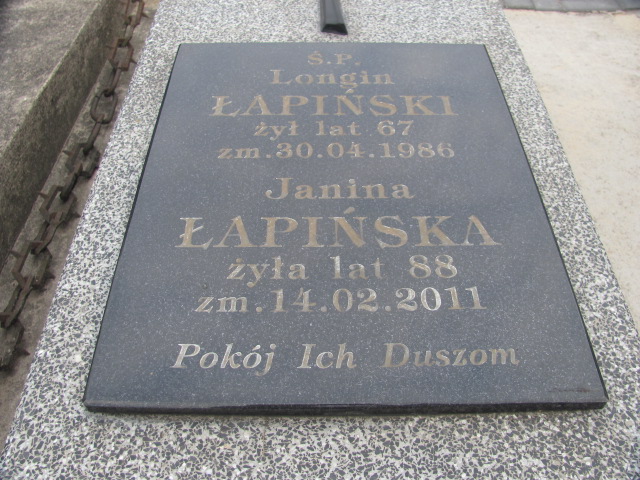 Ś.P.
Longin
ŁAPIŃSKI
żył lat 67
zm.30.04.1986
Janina
ŁAPIŃSKA
żyła lat 88
zm.14.02.2011
Pokój Ich Duszom